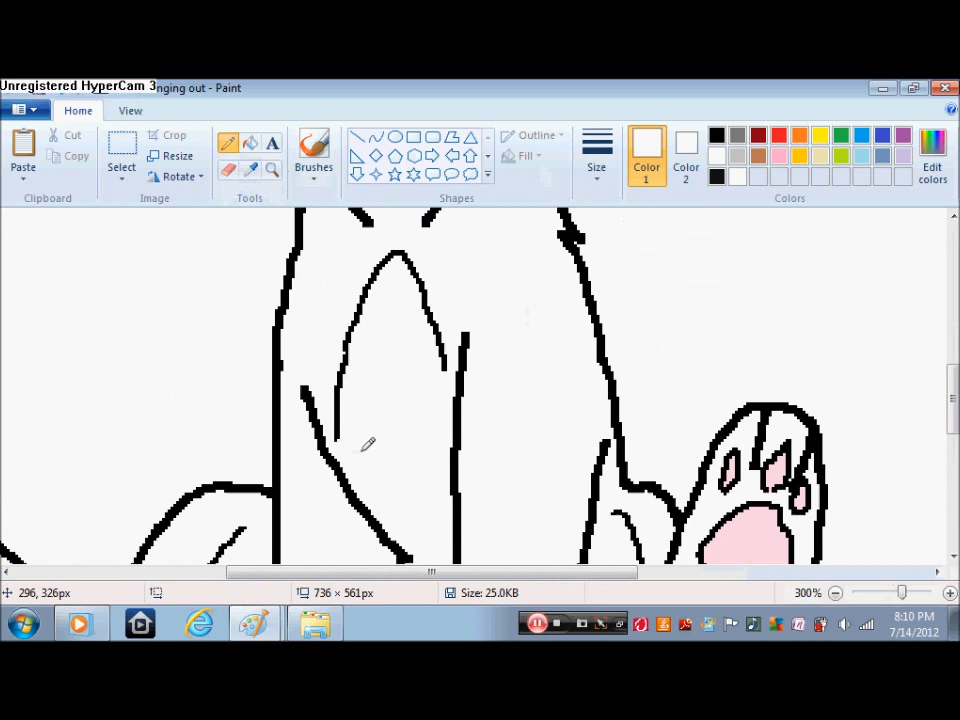 Unregistered HyperCam 3
nging out - Paint
Home
View
Paste
Cut
Copy
Clipboard
Select
Crop
Resize
Rotate
Image
Tools
Brushes
Shapes
Outline
Fill
Size
Color 1
Color 2
Edit colors
Colors
296, 326px
736 × 561px
Size: 25.0KB
300%
8:10 PM
7/14/2012